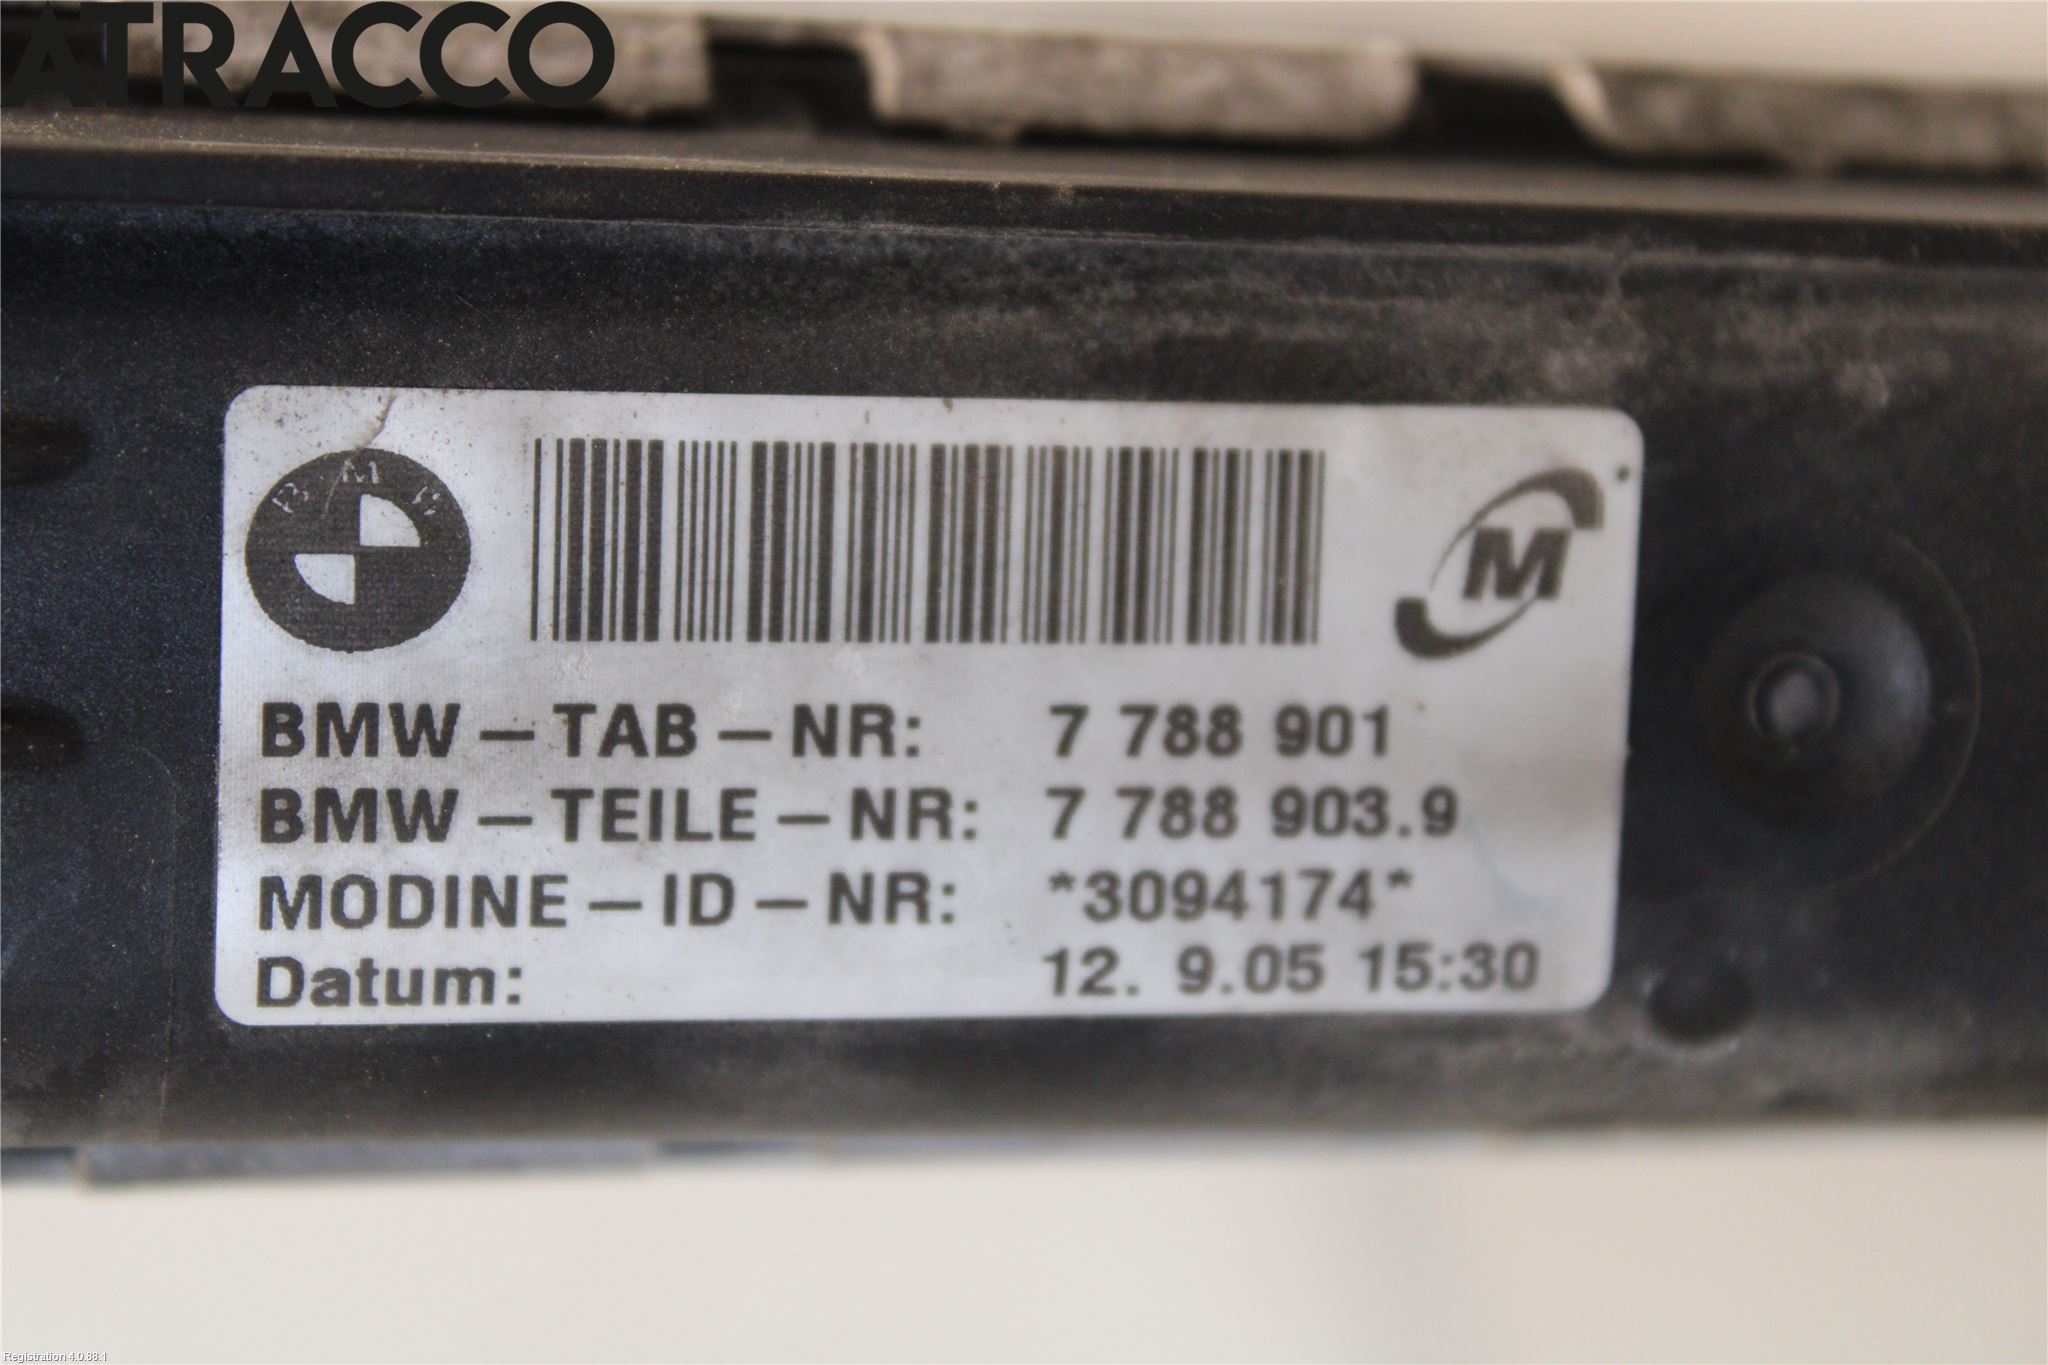 ATRACCO
BMW
M
BMW-TAB-NR: 7 788 901
BMW-TEILE-NR: 7 788 903.9
MODINE-ID-NR: *3094174*
Datum: 12. 9.05 15:30
Registration 4.0.88.1